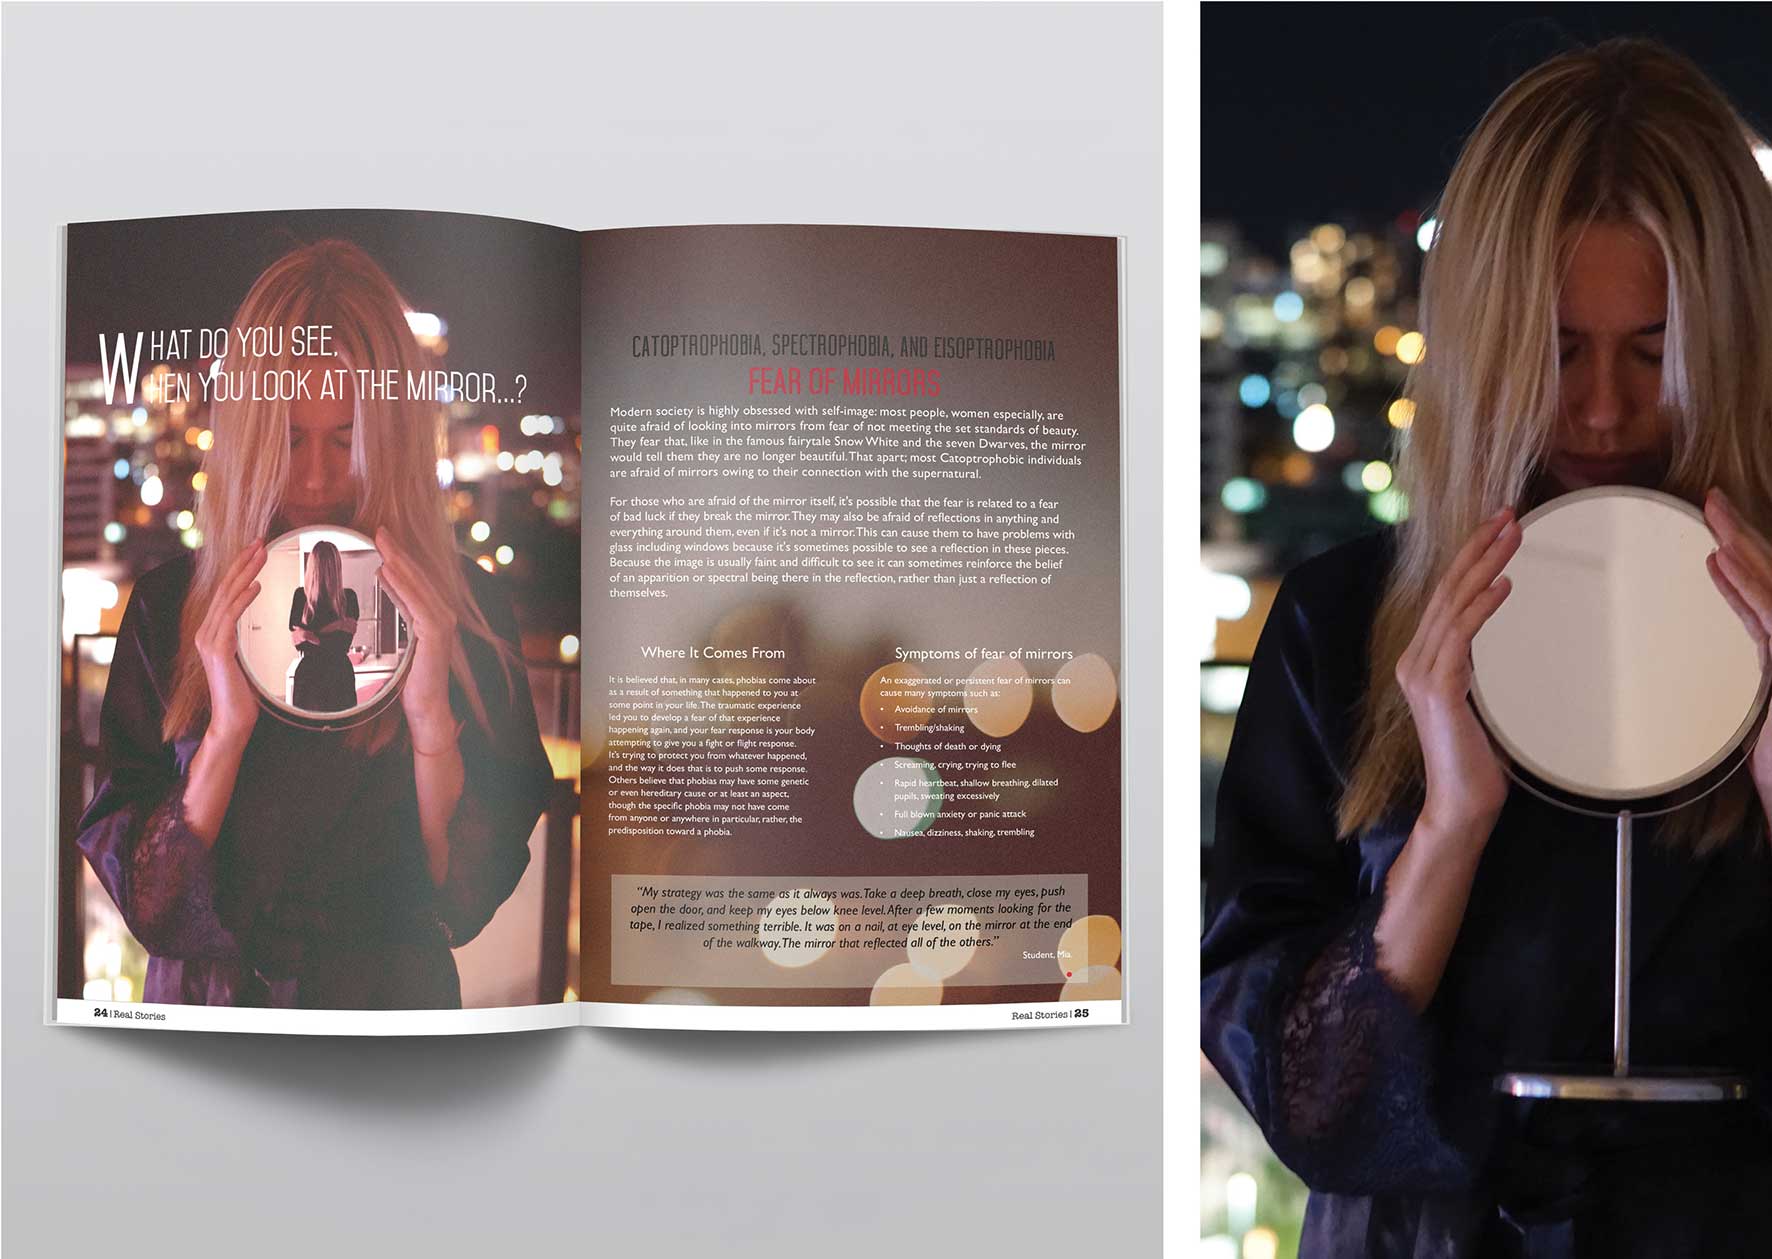 WHAT DO YOU SEE,
WHEN YOU LOOK AT THE MIRROR...?
24 | Real Stories
CATOPTROPHOBIA, SPECTROPHOBIA, AND EISOPTROPHOBIA
FEAR OF MIRRORS
Modern society is highly obsessed with self-image: most people, women especially, are
quite afraid of looking into mirrors from fear of not meeting the set standards of beauty.
They fear that, like in the famous fairytale Snow White and the seven Dwarves, the mirror
would tell them they are no longer beautiful. That apart; most Catoptrophobic individuals
are afraid of mirrors owing to their connection with the supernatural.
For those who are afraid of the mirror itself, it's possible that the fear is related to a fear
of bad luck if they break the mirror. They may also be afraid of reflections in anything and
everything around them, even if it's not a mirror. This can cause them to have problems with
glass including windows because it's sometimes possible to see a reflection in these pieces.
Because the image is usually faint and difficult to see it can sometimes reinforce the belief
of an apparition or spectral being there in the reflection, rather than just a reflection of
themselves.
Where It Comes From
It is believed that, in many cases, phobias come about
as a result of something that happened to you at
some point in your life. The traumatic experience
led you to develop a fear of that experience
happening again, and your fear response is your body
attempting to give you a fight or flight response.
It's trying to protect you from whatever happened,
and the way it does that is to push some response.
Others believe that phobias may have some genetic
or even hereditary cause or at least an aspect,
though the specific phobia may not have come
from anyone or anywhere in particular, rather, the
predisposition toward a phobia.
Symptoms of fear of mirrors
An exaggerated or persistent fear of mirrors can
cause many symptoms such as:
• Avoidance of mirrors
• Trembling/shaking
• Thoughts of death or dying
• Screaming, crying, trying to flee
• Rapid heartbeat, shallow breathing, dilated
pupils, sweating excessively
• Full blown anxiety or panic attack
• Nausea, dizziness, shaking, trembling
“My strategy was the same as it always was. Take a deep breath, close my eyes, push
open the door, and keep my eyes below knee level. After a few moments looking for the
tape, I realized something terrible. It was on a nail, at eye level, on the mirror at the end
of the walkway. The mirror that reflected all of the others.”
Student, Mia.
Real Stories | 25